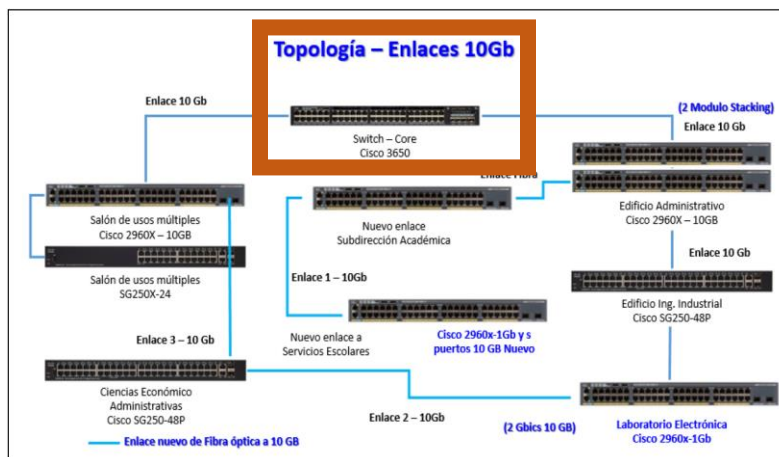 Topología – Enlaces 10Gb
Enlace 10 Gb
(2 Modulo Stacking)
Enlace 10 Gb
Switch – Core
Cisco 3650
Enlace Fibra
Salón de usos múltiples
Cisco 2960X – 10GB
Nuevo enlace
Subdirección Académica
Edificio Administrativo
Cisco 2960X – 10GB
Enlace 10 Gb
Salón de usos múltiples
SG250X-24
Enlace 1 – 10Gb
Edificio Ing. Industrial
Cisco SG250-48P
Enlace 3 – 10 Gb
Nuevo enlace a
Servicios Escolares
Cisco 2960x-1Gb y s
puertos 10 GB Nuevo
Ciencias Económico
Administrativas
Cisco SG250-48P
Enlace 2 – 10Gb
(2 Gbics 10 GB)
Laboratorio Electrónica
Cisco 2960x-1Gb
Enlace nuevo de Fibra óptica a 10 GB